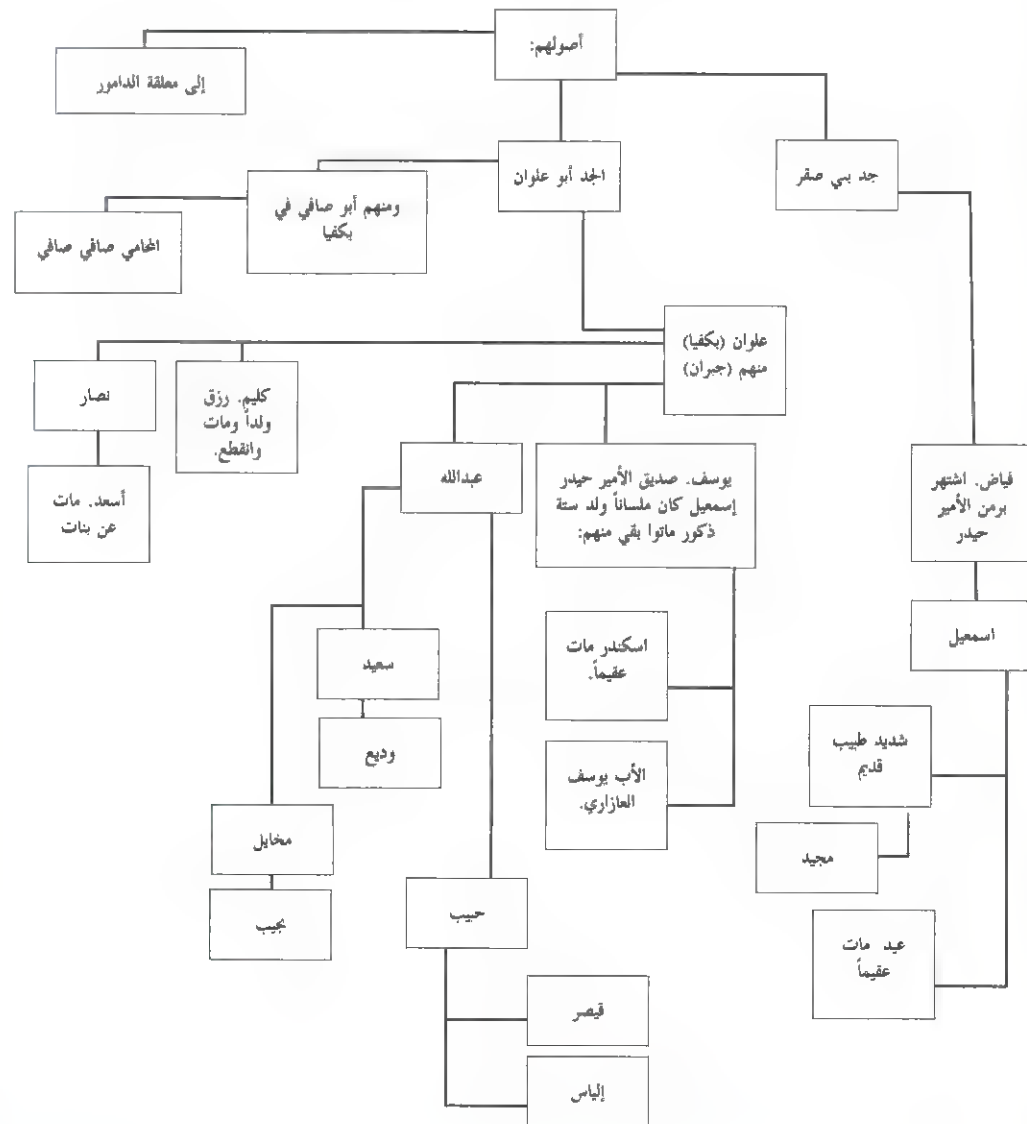 أصولهم:
إلى معلقة الدامور
الجد أبو علوان
جد بني صقر
ومنهم أبو صافي في
بكفيا
المحامي صافي صافي
علوان (بكفيا)
منهم (جبران)
نصار
كليم. رزق
ولداً ومات
وانقطع.
أسعد. مات
عن بنات
عبدالله
يوسف. صديق الأمير حيدر
إسمعيل كان ملساناً ولد ستة
ذكور ماتوا بقي منهم:
فياض. اشتهر
بزمن الأمير
حيدر
اسمعيل
اسكندر مات
عقيماً.
سعيد
وديع
الأب يوسف
العازاري.
شديد طبيب
قديم
مجيد
مخايل
نجيب
حبيب
عيد مات
عقيماً
قيصر
إلياس